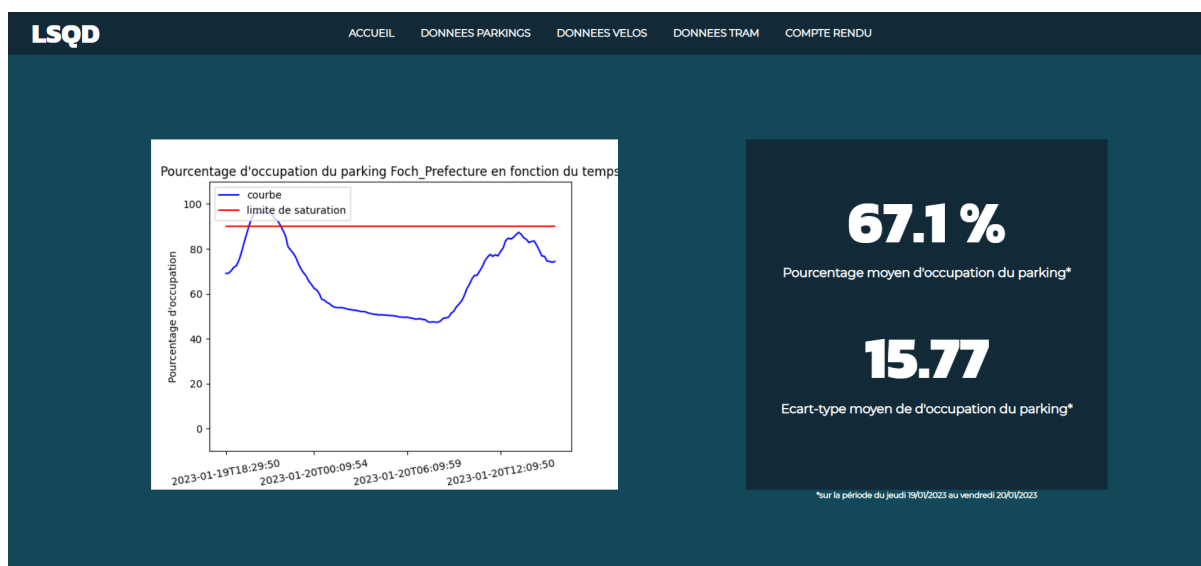 LSQD
ACCUEIL DONNEES PARKINGS DONNEES VELOS DONNEES TRAM COMPTE RENDU
Pourcentage d'occupation du parking Foch_Prefecture en fonction du temps
courbe
limite de saturation
Pourcentage d'occupation
100
80
60
40
20
0
2023-01-19T18:29:50
2023-01-20T00:09:54
2023-01-20T06:09:59
2023-01-20T12:09:50
67.1 %
Pourcentage moyen d'occupation du parking*
15.77
Ecart-type moyen de d'occupation du parking*
*sur la période du jeudi 19/01/2023 au vendredi 20/01/2023